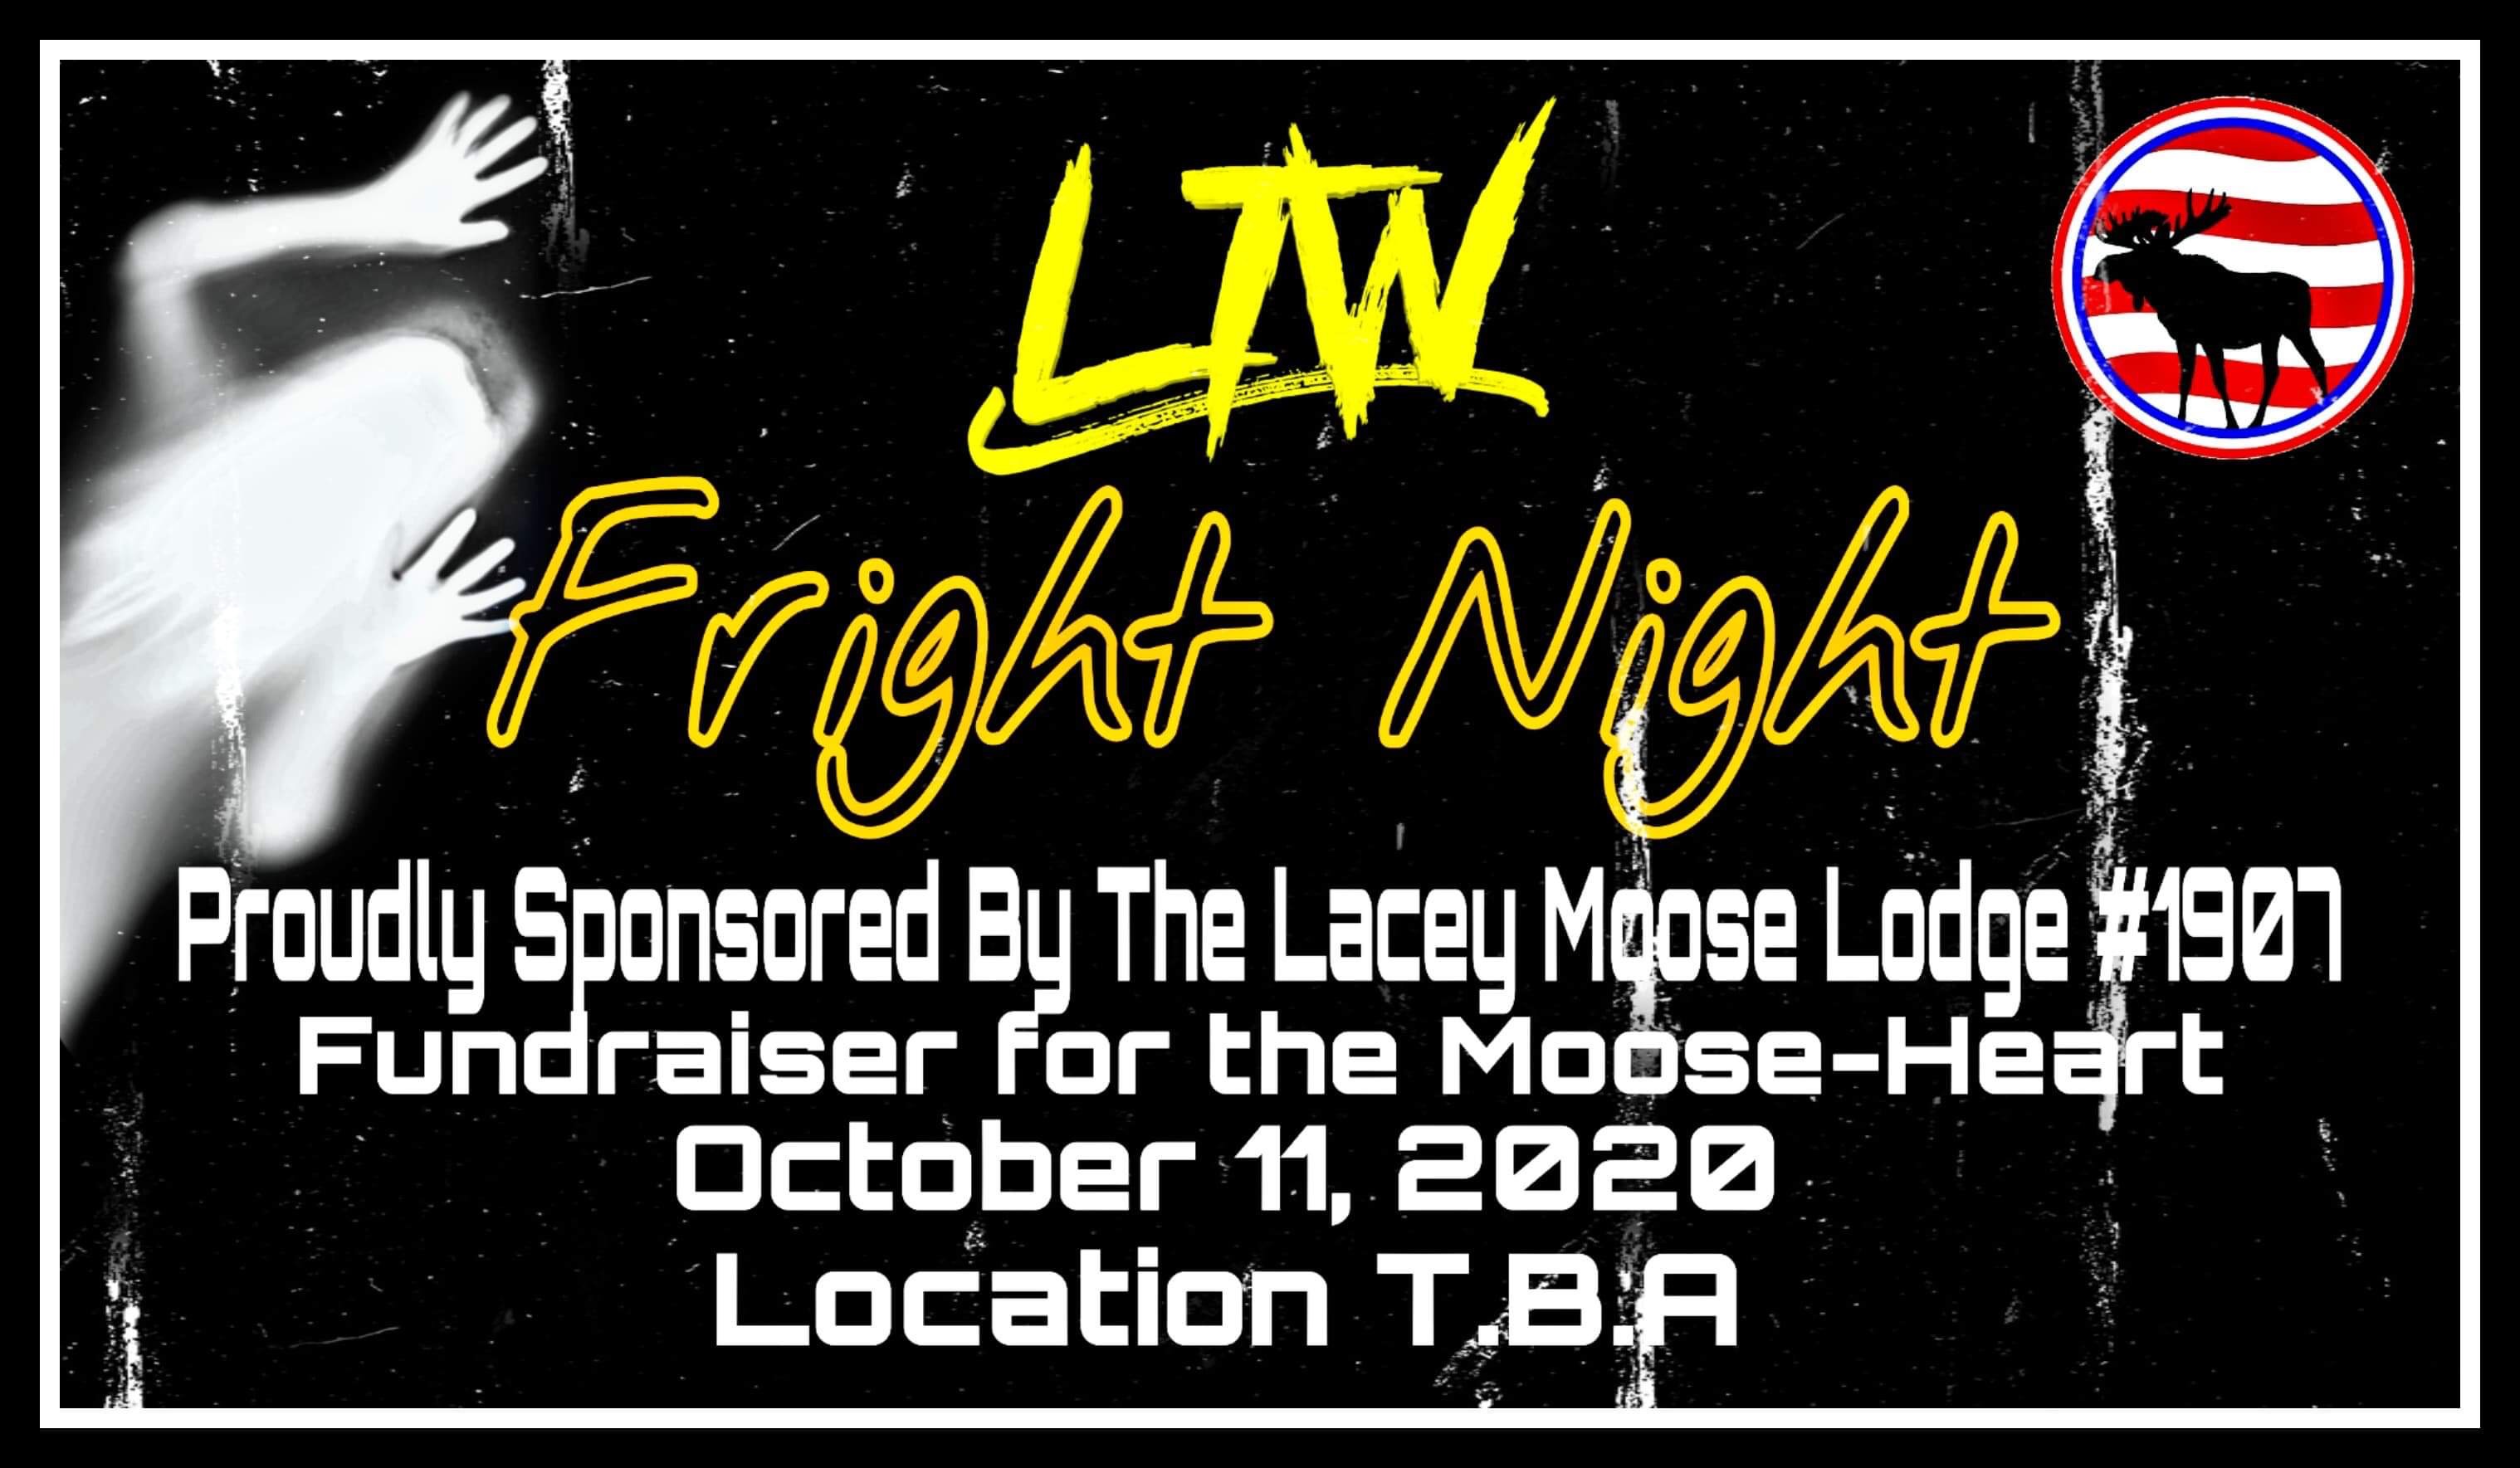 LTW
Fright Night
Proudly Sponsored By The Lacey Moose Lodge #1907
Fundraiser for the Moose-Heart
October 11, 2020
Location T.B.A